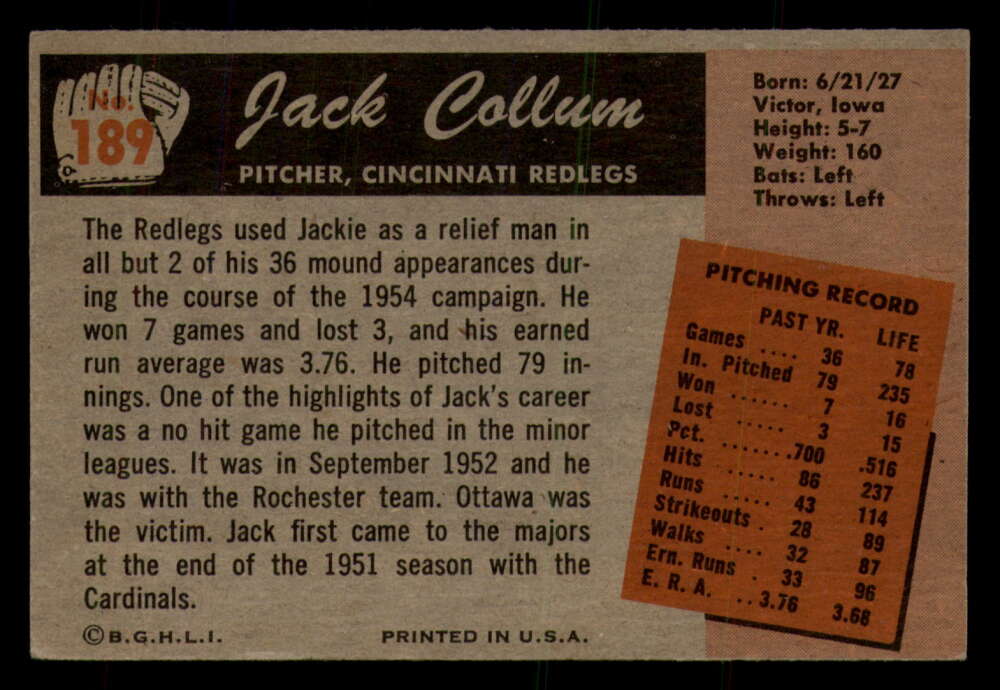 No.
189
Jack Collum
PITCHER, CINCINNATI REDLEGS
Born: 6/21/27
Victor, Iowa
Height: 5-7
Weight: 160
Bats: Left
Throws: Left
The Redlegs used Jackie as a relief man in
all but 2 of his 36 mound appearances dur-
ing the course of the 1954 campaign. He
won 7 games and lost 3, and his earned
run average was 3.76. He pitched 79 in-
nings. One of the highlights of Jack's career
was a no hit game he pitched in the minor
leagues. It was in September 1952 and he
was with the Rochester team. Ottawa was
the victim. Jack first came to the majors
at the end of the 1951 season with the
Cardinals.
PITCHING RECORD
PAST YR. LIFE
Games .... 36 78
In. Pitched 79 235
Won ...... 7 16
Lost ..... 3 15
Pct. ....... .700 .516
Hits ...... 86 237
Runs ..... 43 114
Strikeouts . 28 89
Walks .... 32 87
Ern. Runs . 33 96
E. R. A. .. 3.76 3.68
©B.G.H.L.I. PRINTED IN U.S.A.